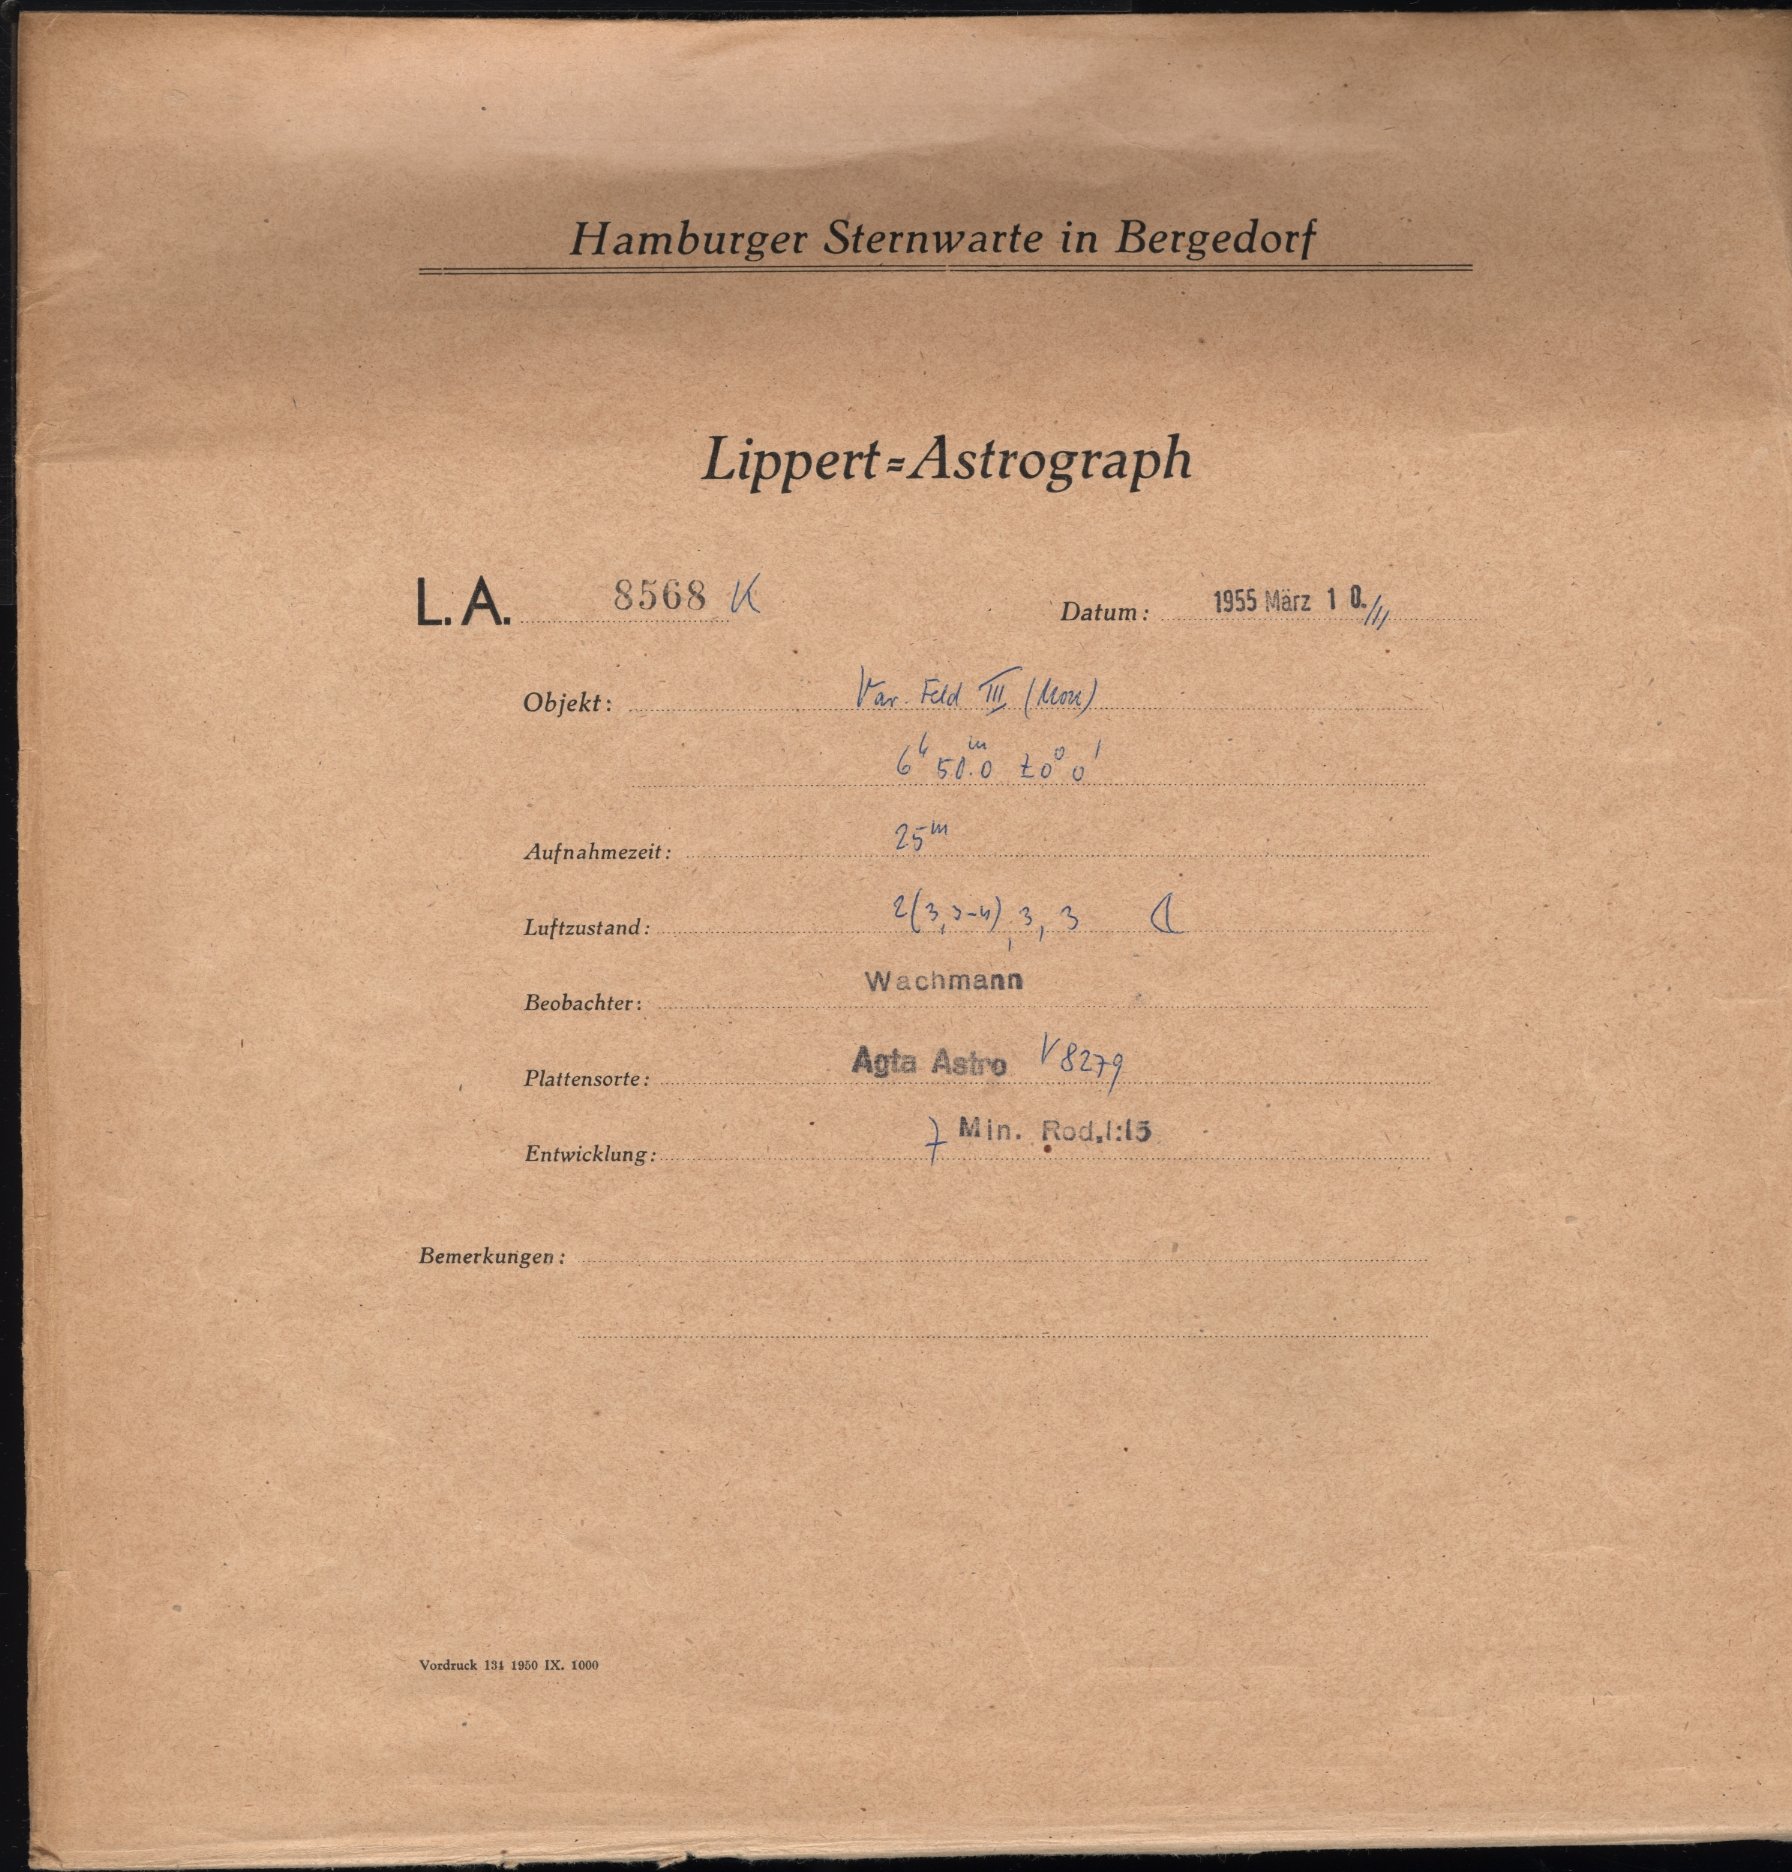 Hamburger Sternwarte in Bergedorf
Lippert=Astrograph
L.A. 8568 K Datum: 1955 März 10./11
Objekt: Var. Feld III (Mon)
6h 50.0m ±0° 0'
Aufnahmezeit: 25m
Luftzustand: 2(3,3-4), 3, 3
Beobachter: Wachmann
Plattensorte: Agfa Astro V8279
Entwicklung: 7 Min. Rod.1:15
Bemerkungen:
Vordruck 134 1950 IX. 1000